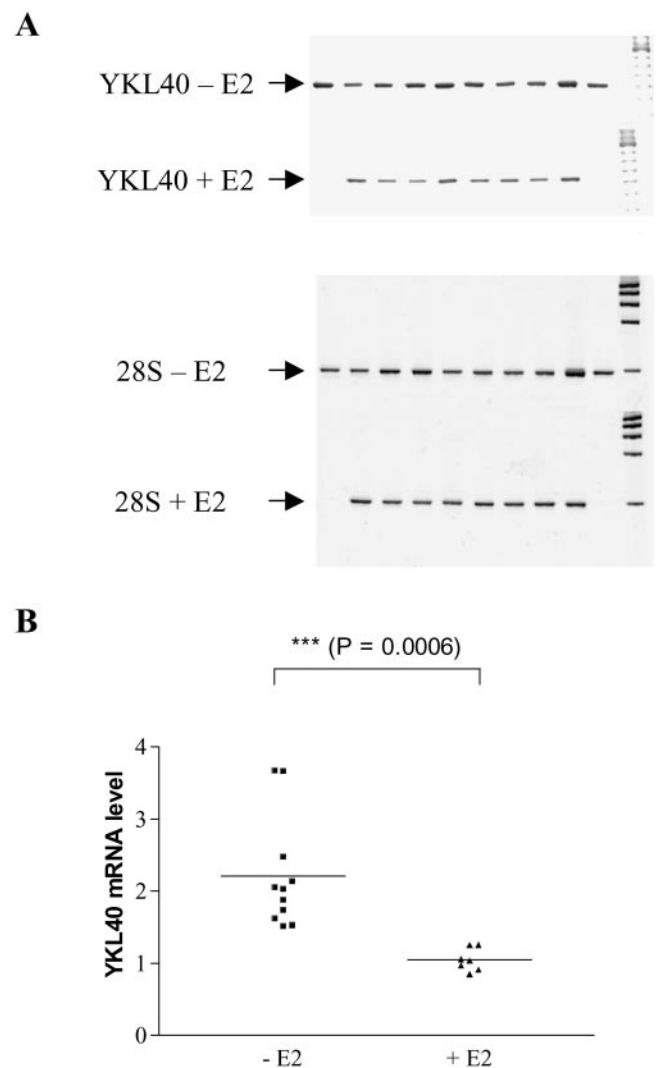 A
YKL40 – E2
YKL40 + E2
28S – E2
28S + E2
B
*** (P = 0.0006)
YKL40 mRNA level
4
3
2
1
0
- E2
+ E2